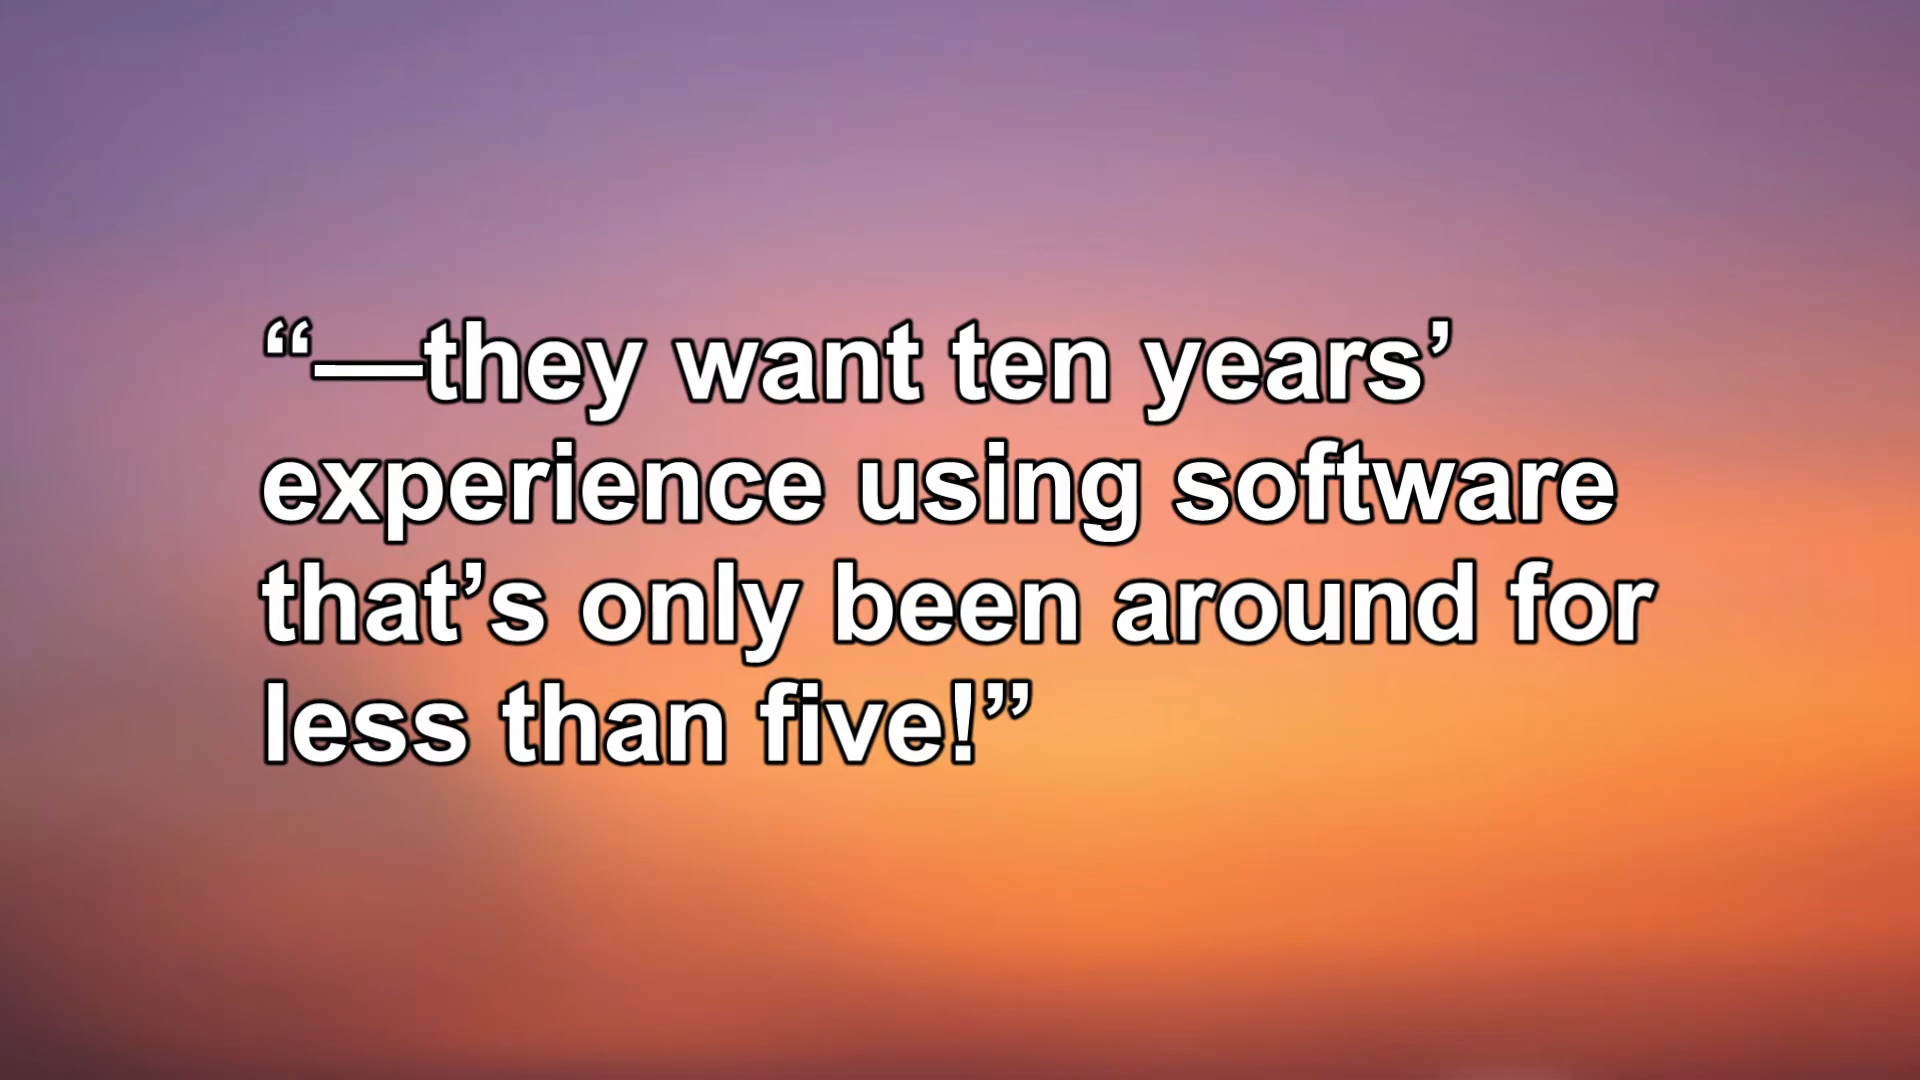 “—they want ten years’
experience using software
that’s only been around for
less than five!”